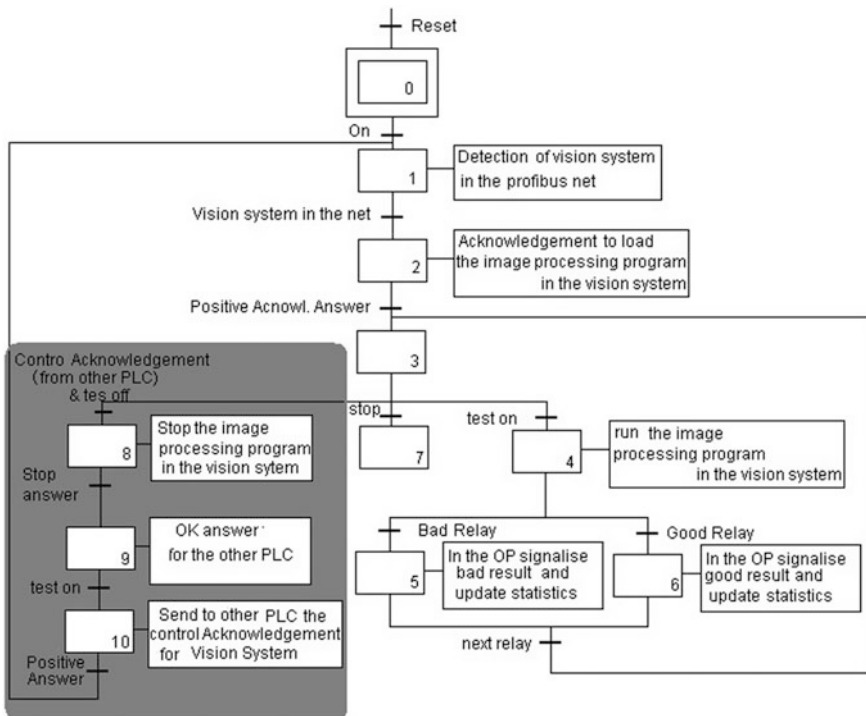 Reset
0
On
1
Detection of vision system
in the profibus net
Vision system in the net
2
Acknowledgement to load
the image processing program
in the vision system
Positive Acnowl. Answer
3
Contro Acknowledgement
(from other PLC)
& tes off
8
Stop the image
processing program
in the vision sytem
Stop
answer
9
OK answer
for the other PLC
test on
10
Send to other PLC the
control Acknowledgement
for Vision System
Positive
Answer
stop
7
test on
4
run the image
processing program
in the vision system
Bad Relay
5
In the OP signalise
bad result and
update statistics
Good Relay
6
In the OP signalise
good result and
update statistics
next relay